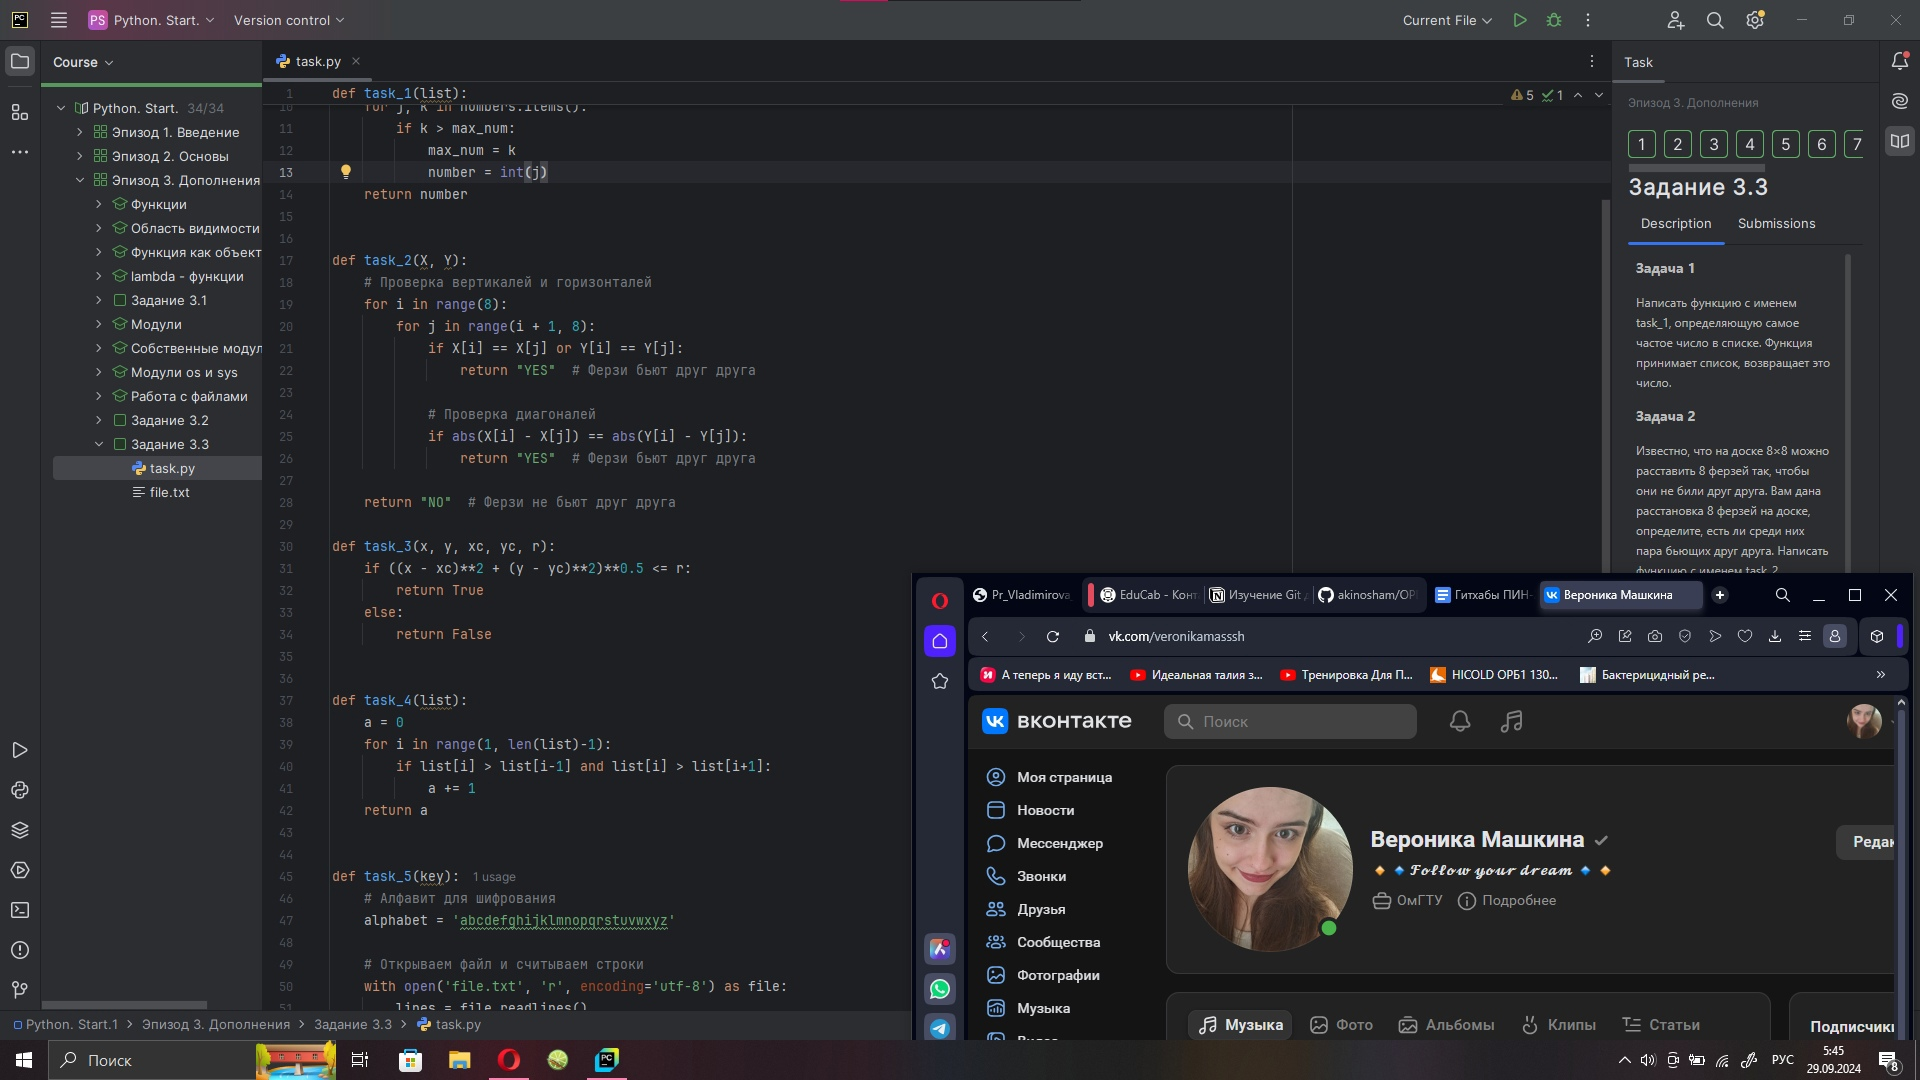 PC
PS Python. Start.
Version control
Current File
Course
task.py
Task
Python. Start. 34/34
Эпизод 1. Введение
Эпизод 2. Основы
Эпизод 3. Дополнения
Функции
Область видимости
Функция как объект
lambda - функции
Задание 3.1
Модули
Собственные модул
Модули os и sys
Работа с файлами
Задание 3.2
Задание 3.3
task.py
file.txt
1 def task_1(list):
5 1
10 for j, k in numbers.items():
11 if k > max_num:
12 max_num = k
13 number = int(j)
14 return number
15
16
17 def task_2(X, Y):
18 # Проверка вертикалей и горизонталей
19 for i in range(8):
20 for j in range(i + 1, 8):
21 if X[i] == X[j] or Y[i] == Y[j]:
22 return "YES" # Ферзи бьют друг друга
23
24 # Проверка диагоналей
25 if abs(X[i] - X[j]) == abs(Y[i] - Y[j]):
26 return "YES" # Ферзи бьют друг друга
27
28 return "NO" # Ферзи не бьют друг друга
29
30 def task_3(x, y, xc, yc, r):
31 if ((x - xc)**2 + (y - yc)**2)**0.5 <= r:
32 return True
33 else:
34 return False
35
36
37 def task_4(list):
38 a = 0
39 for i in range(1, len(list)-1):
40 if list[i] > list[i-1] and list[i] > list[i+1]:
41 a += 1
42 return a
43
44
45 def task_5(key): 1 usage
46 # Алфавит для шифрования
47 alphabet = 'abcdefghijklmnopqrstuvwxyz'
48
49 # Открываем файл и считываем строки
50 with open('file.txt', 'r', encoding='utf-8') as file:
51 lines = file.readlines()
Эпизод 3. Дополнения
1 2 3 4 5 6 7
Задание 3.3
Description Submissions
Задача 1
Написать функцию с именем
task_1, определяющую самое
частое число в списке. Функция
принимает список, возвращает это
число.
Задача 2
Известно, что на доске 8×8 можно
расставить 8 ферзей так, чтобы
они не били друг друга. Вам дана
расстановка 8 ферзей на доске,
определите, есть ли среди них
пара бьющих друг друга. Написать
функцию с именем task_2,
Pr_Vladimirova_
EduCab - Конт
Изучение Git д
akinosham/OPI
Гитхабы ПИН-
Вероника Машкина
vk.com/veronikamasssh
А теперь я иду вст...
Идеальная талия з...
Тренировка Для П...
HICOLD ОРБ1 130...
Бактерицидный ре...
»
вконтакте
Поиск
Моя страница
Новости
Мессенджер
Звонки
Друзья
Сообщества
Фотографии
Музыка
Видео
Вероника Машкина
𝓕𝓸𝓵𝓵𝓸𝔀 𝔂𝓸𝓾𝓻 𝓭𝓻𝓮𝓪𝓶
ОмГТУ Подробнее
Редак
Музыка Фото Альбомы Клипы Статьи
Подписчики
Python. Start.1 > Эпизод 3. Дополнения > Задание 3.3 > task.py
Поиск
РУС
5:45
29.09.2024
8